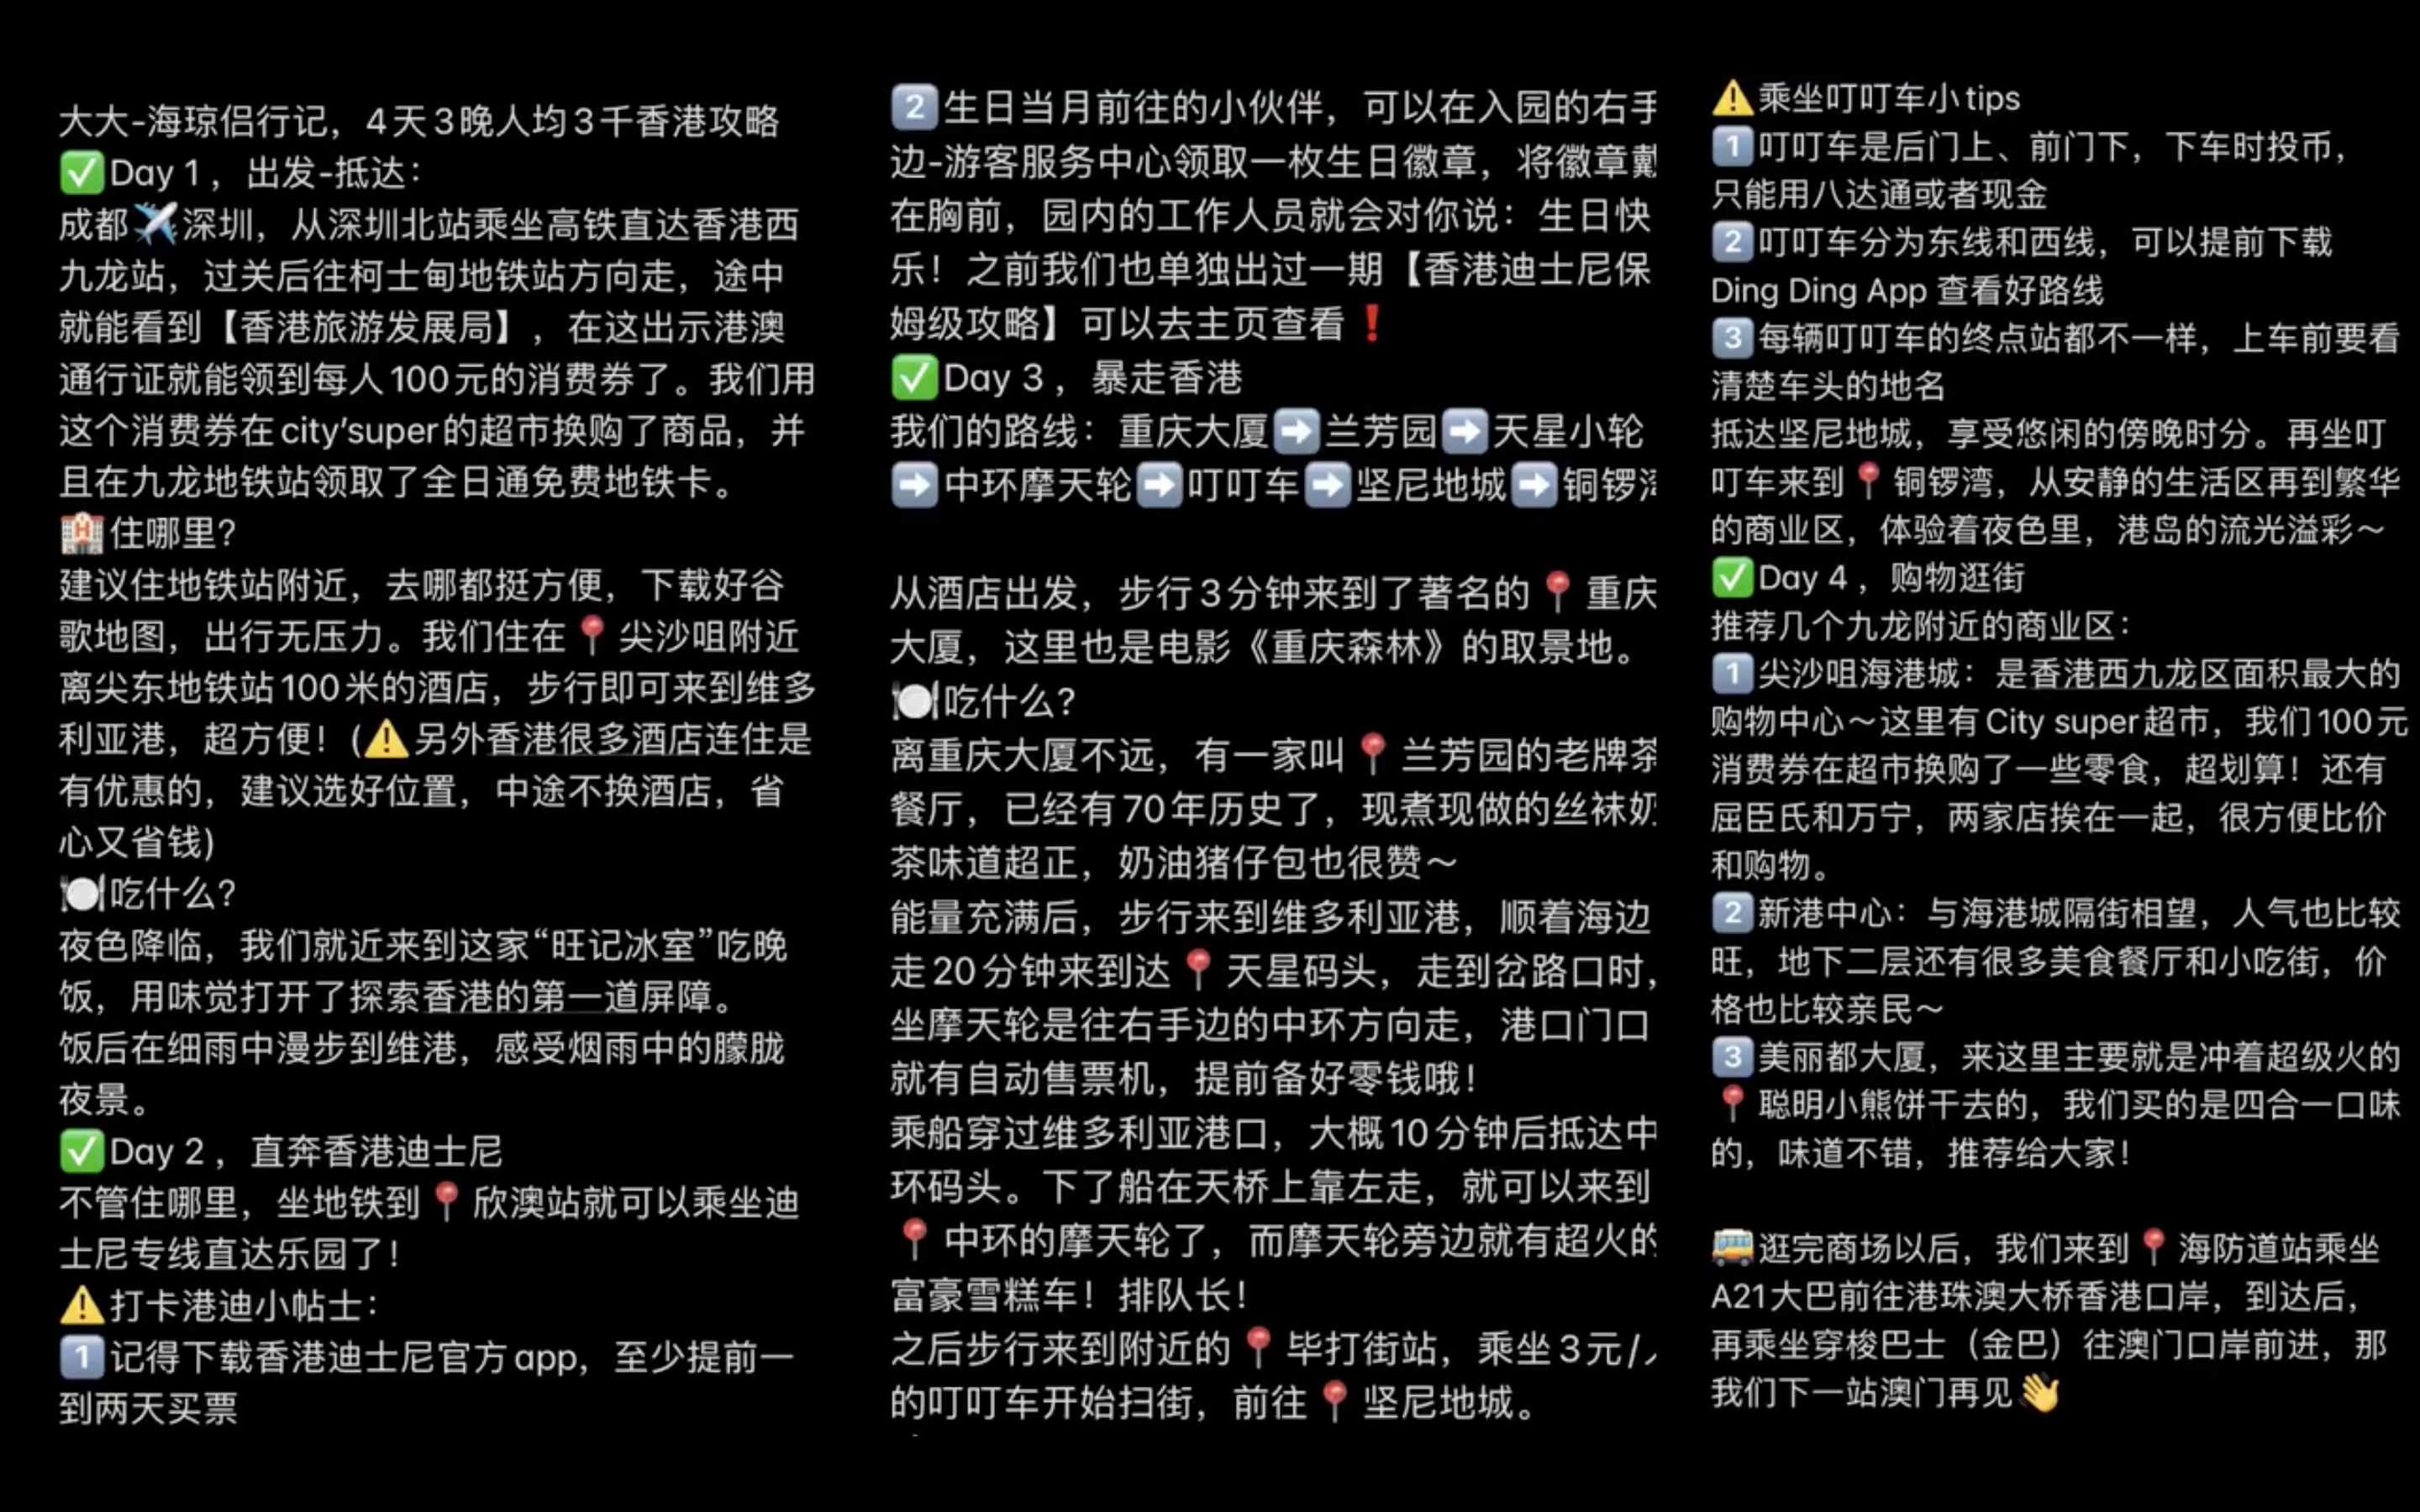 大大-海琼侣行记，4天3晚人均3千香港攻略
✅Day 1，出发-抵达：
成都✈️深圳，从深圳北站乘坐高铁直达香港西
九龙站，过关后往柯士甸地铁站方向走，途中
就能看到【香港旅游发展局】，在这出示港澳
通行证就能领到每人100元的消费券了。我们用
这个消费券在city'super的超市换购了商品，并
且在九龙地铁站领取了全日通免费地铁卡。
🏨住哪里？
建议住地铁站附近，去哪都挺方便，下载好谷
歌地图，出行无压力。我们住在📍尖沙咀附近
离尖东地铁站100米的酒店，步行即可来到维多
利亚港，超方便！(⚠️另外香港很多酒店连住是
有优惠的，建议选好位置，中途不换酒店，省
心又省钱)
🍽️吃什么？
夜色降临，我们就近来到这家“旺记冰室”吃晚
饭，用味觉打开了探索香港的第一道屏障。
饭后在细雨中漫步到维港，感受烟雨中的朦胧
夜景。
✅Day 2，直奔香港迪士尼
不管住哪里，坐地铁到📍欣澳站就可以乘坐迪
士尼专线直达乐园了！
⚠️打卡港迪小帖士：
1️⃣记得下载香港迪士尼官方app，至少提前一
到两天买票
2️⃣生日当月前往的小伙伴，可以在入园的右手
边-游客服务中心领取一枚生日徽章，将徽章戴
在胸前，园内的工作人员就会对你说：生日快
乐！之前我们也单独出过一期【香港迪士尼保
姆级攻略】可以去主页查看❗
✅Day 3，暴走香港
我们的路线：重庆大厦➡️兰芳园➡️天星小轮
➡️中环摩天轮➡️叮叮车➡️坚尼地城➡️铜锣湾
从酒店出发，步行3分钟来到了著名的📍重庆
大厦，这里也是电影《重庆森林》的取景地。
🍽️吃什么？
离重庆大厦不远，有一家叫📍兰芳园的老牌茶
餐厅，已经有70年历史了，现煮现做的丝袜奶
茶味道超正，奶油猪仔包也很赞～
能量充满后，步行来到维多利亚港，顺着海边
走20分钟来到达📍天星码头，走到岔路口时，
坐摩天轮是往右手边的中环方向走，港口门口
就有自动售票机，提前备好零钱哦！
乘船穿过维多利亚港口，大概10分钟后抵达中
环码头。下了船在天桥上靠左走，就可以来到
📍中环的摩天轮了，而摩天轮旁边就有超火的
富豪雪糕车！排队长！
之后步行来到附近的📍毕打街站，乘坐3元/
的叮叮车开始扫街，前往📍坚尼地城。
⚠️乘坐叮叮车小tips
1️⃣叮叮车是后门上、前门下，下车时投币，
只能用八达通或者现金
2️⃣叮叮车分为东线和西线，可以提前下载
Ding Ding App 查看好路线
3️⃣每辆叮叮车的终点站都不一样，上车前要看
清楚车头的地名
抵达坚尼地城，享受悠闲的傍晚时分。再坐叮
叮车来到📍铜锣湾，从安静的生活区再到繁华
的商业区，体验着夜色里，港岛的流光溢彩～
✅Day 4，购物逛街
推荐几个九龙附近的商业区：
1️⃣尖沙咀海港城：是香港西九龙区面积最大的
购物中心～这里有City super超市，我们100元
消费券在超市换购了一些零食，超划算！还有
屈臣氏和万宁，两家店挨在一起，很方便比价
和购物。
2️⃣新港中心：与海港城隔街相望，人气也比较
旺，地下二层还有很多美食餐厅和小吃街，价
格也比较亲民～
3️⃣美丽都大厦，来这里主要就是冲着超级火的
📍聪明小熊饼干去的，我们买的是四合一口味
的，味道不错，推荐给大家！
🚌逛完商场以后，我们来到📍海防道站乘坐
A21大巴前往港珠澳大桥香港口岸，到达后，
再乘坐穿梭巴士（金巴）往澳门口岸前进，那
我们下一站澳门再见👋